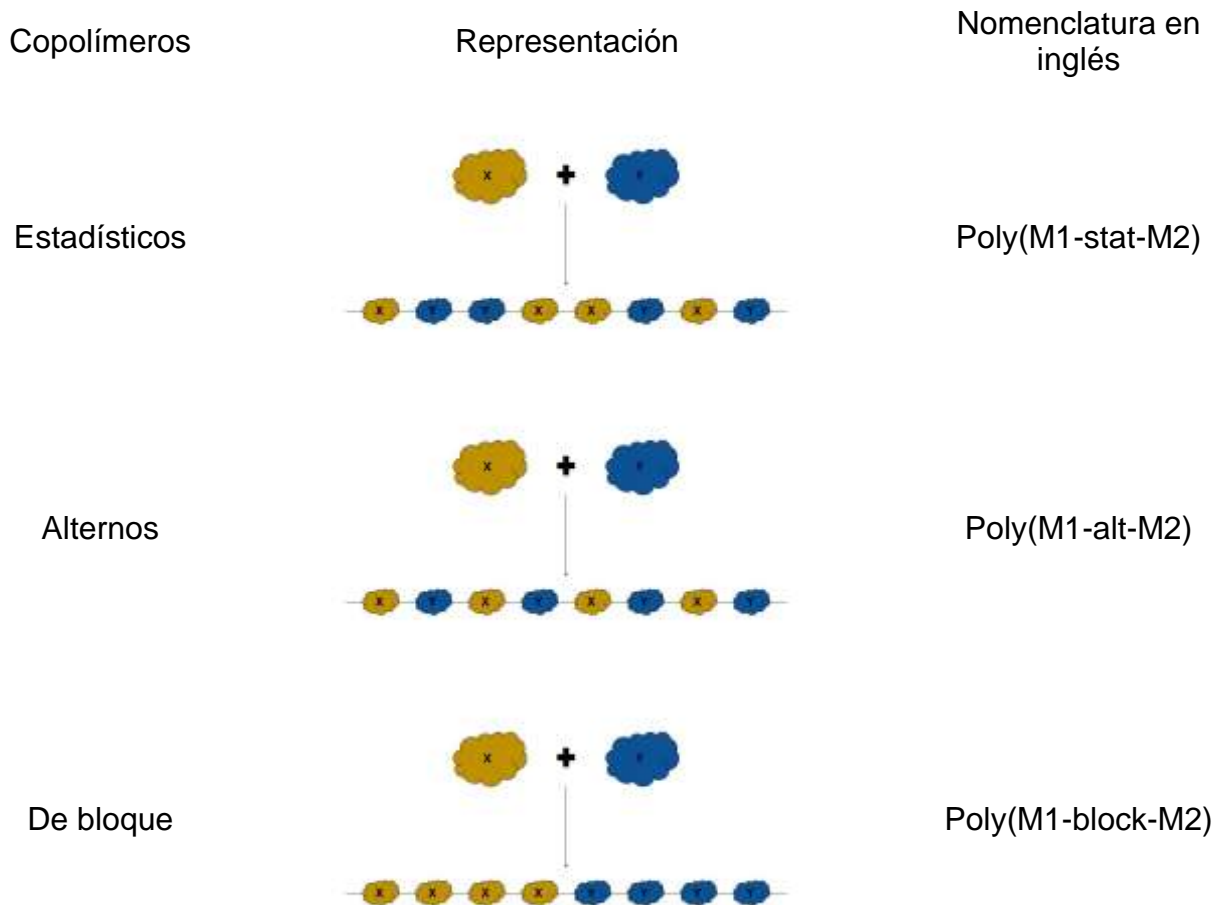 Copolímeros
Representación
Nomenclatura en
inglés
X
Estadísticos
Poly(M1-stat-M2)
X Y Y X X Y X Y
X
Alternos
Poly(M1-alt-M2)
X Y X Y X Y X Y
X
De bloque
Poly(M1-block-M2)
X X X X Y Y Y Y